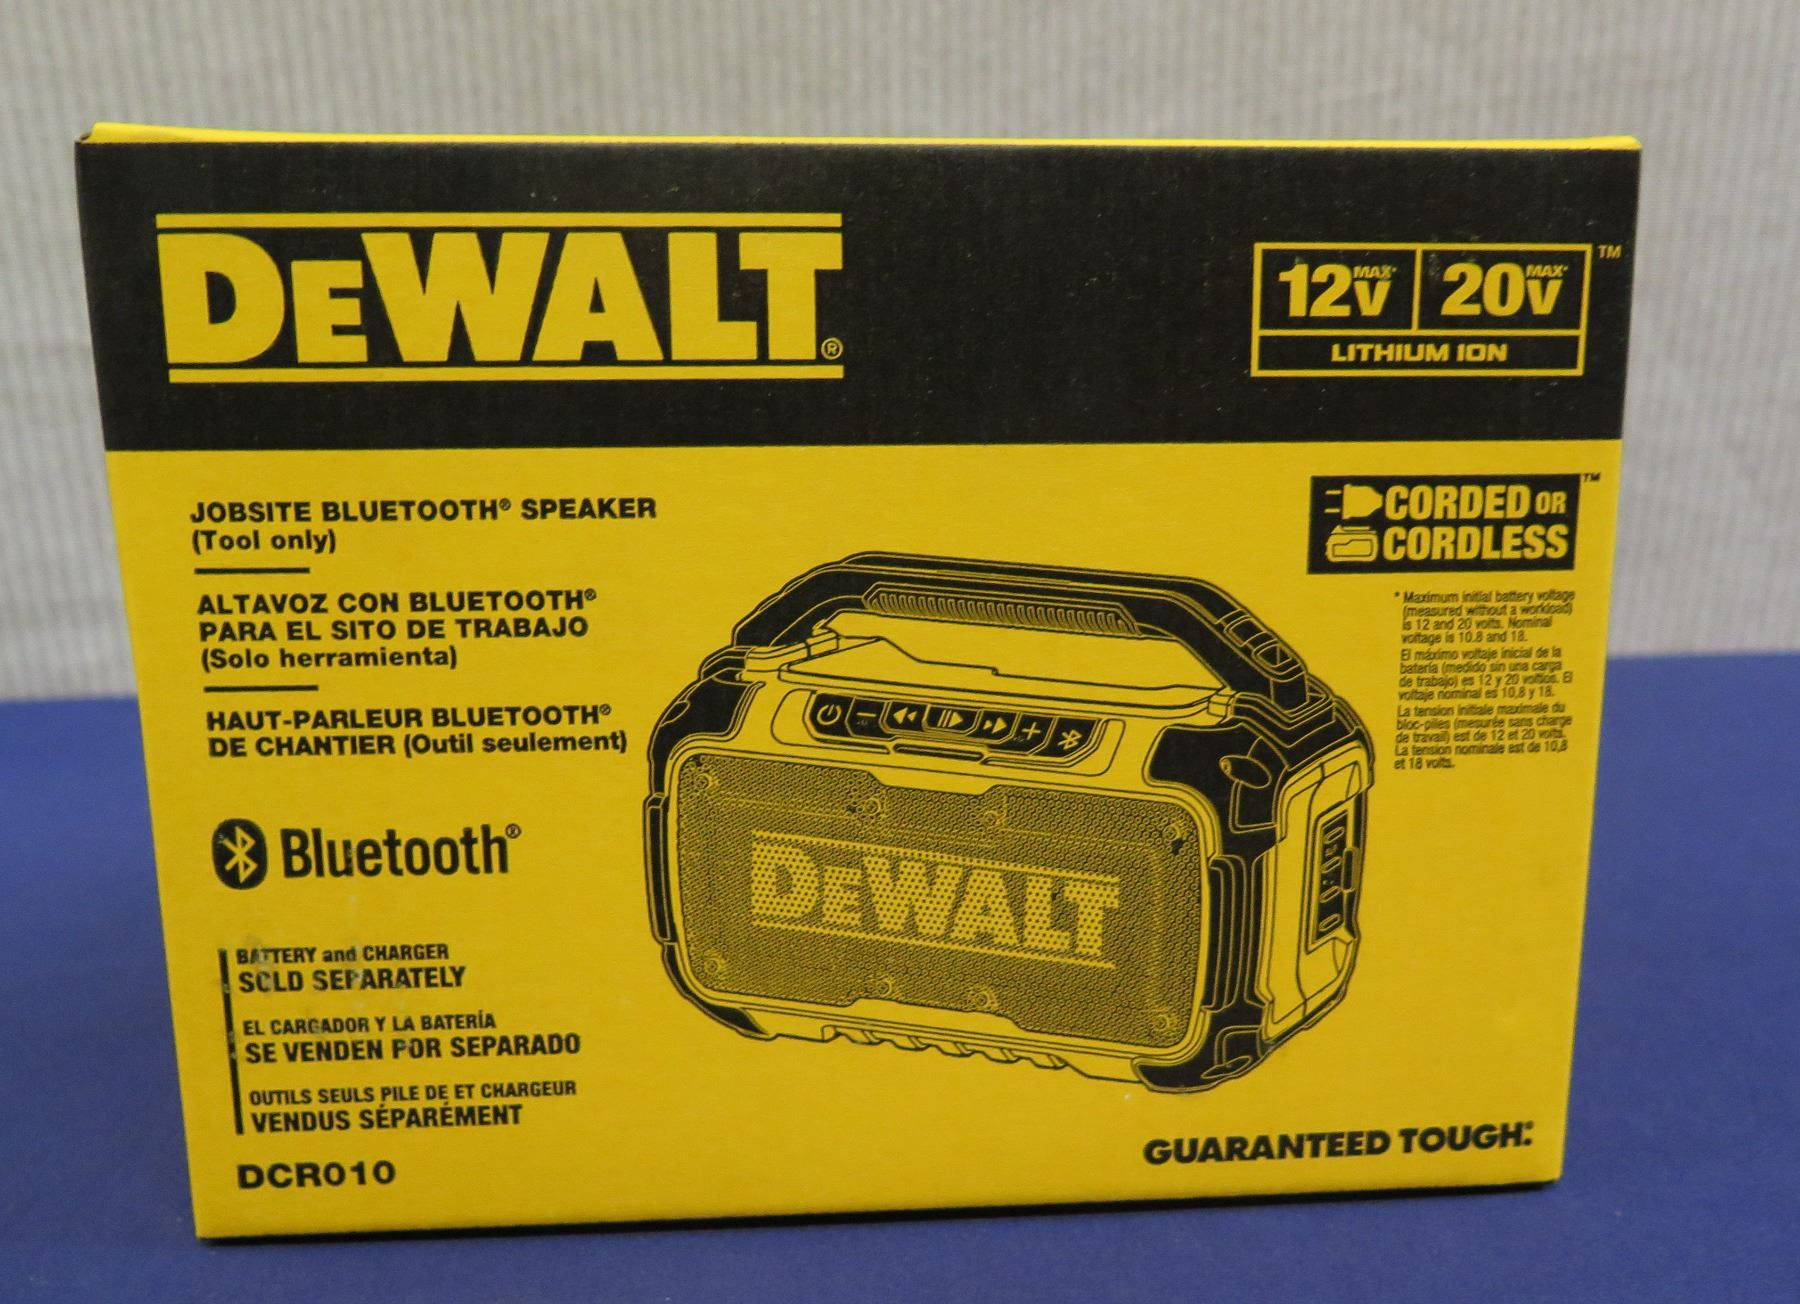 DEWALT®
12V MAX* 20V MAX* ™
LITHIUM ION
JOBSITE BLUETOOTH® SPEAKER
(Tool only)
ALTAVOZ CON BLUETOOTH®
PARA EL SITO DE TRABAJO
(Solo herramienta)
HAUT-PARLEUR BLUETOOTH®
DE CHANTIER (Outil seulement)
Bluetooth®
BATTERY and CHARGER
SOLD SEPARATELY
EL CARGADOR Y LA BATERÍA
SE VENDEN POR SEPARADO
OUTILS SEULS PILE DE ET CHARGEUR
VENDUS SÉPARÉMENT
DCR010
DEWALT
CORDED OR ™
CORDLESS
* Maximum initial battery voltage
(measured without a workload)
is 12 and 20 volts. Nominal
voltage is 10.8 and 18.
El máximo voltaje inicial de la
batería (medido sin una carga
de trabajo) es 12 y 20 voltios. El
voltaje nominal es 10,8 y 18.
La tension initiale maximale du
bloc-piles (mesurée sans charge
de travail) est de 12 et 20 volts.
La tension nominale est de 10,8
et 18 volts.
GUARANTEED TOUGH.®